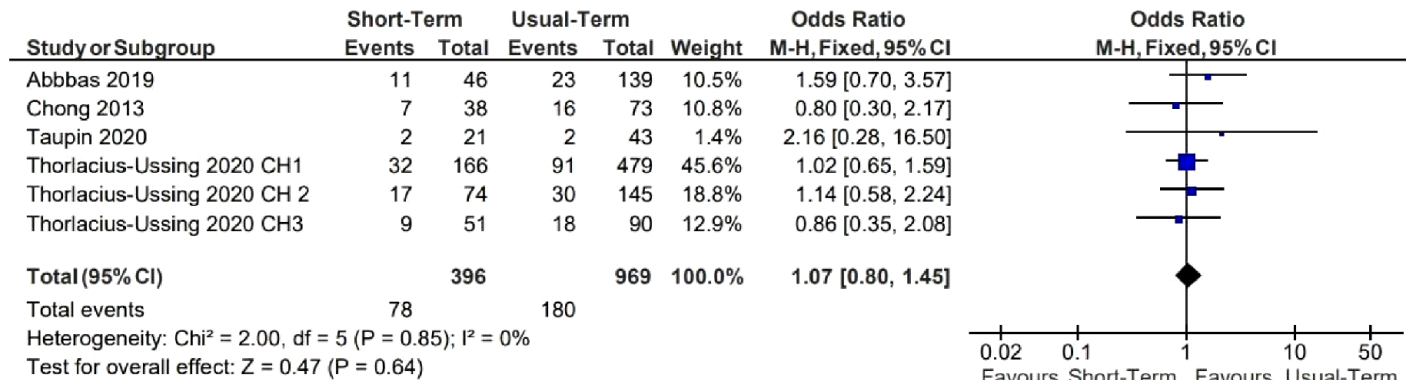 Short-Term Usual-Term Odds Ratio Odds Ratio
Study or Subgroup Events Total Events Total Weight M-H, Fixed, 95% CI M-H, Fixed, 95% CI
Abbbas 2019 11 46 23 139 10.5% 1.59 [0.70, 3.57]
Chong 2013 7 38 16 73 10.8% 0.80 [0.30, 2.17]
Taupin 2020 2 21 2 43 1.4% 2.16 [0.28, 16.50]
Thorlacius-Ussing 2020 CH1 32 166 91 479 45.6% 1.02 [0.65, 1.59]
Thorlacius-Ussing 2020 CH 2 17 74 30 145 18.8% 1.14 [0.58, 2.24]
Thorlacius-Ussing 2020 CH3 9 51 18 90 12.9% 0.86 [0.35, 2.08]
Total (95% CI) 396 969 100.0% 1.07 [0.80, 1.45]
Total events 78 180
Heterogeneity: Chi² = 2.00, df = 5 (P = 0.85); I² = 0%
Test for overall effect: Z = 0.47 (P = 0.64)
0.02 0.1 1 10 50
Favours Short-Term Favours Usual-Term